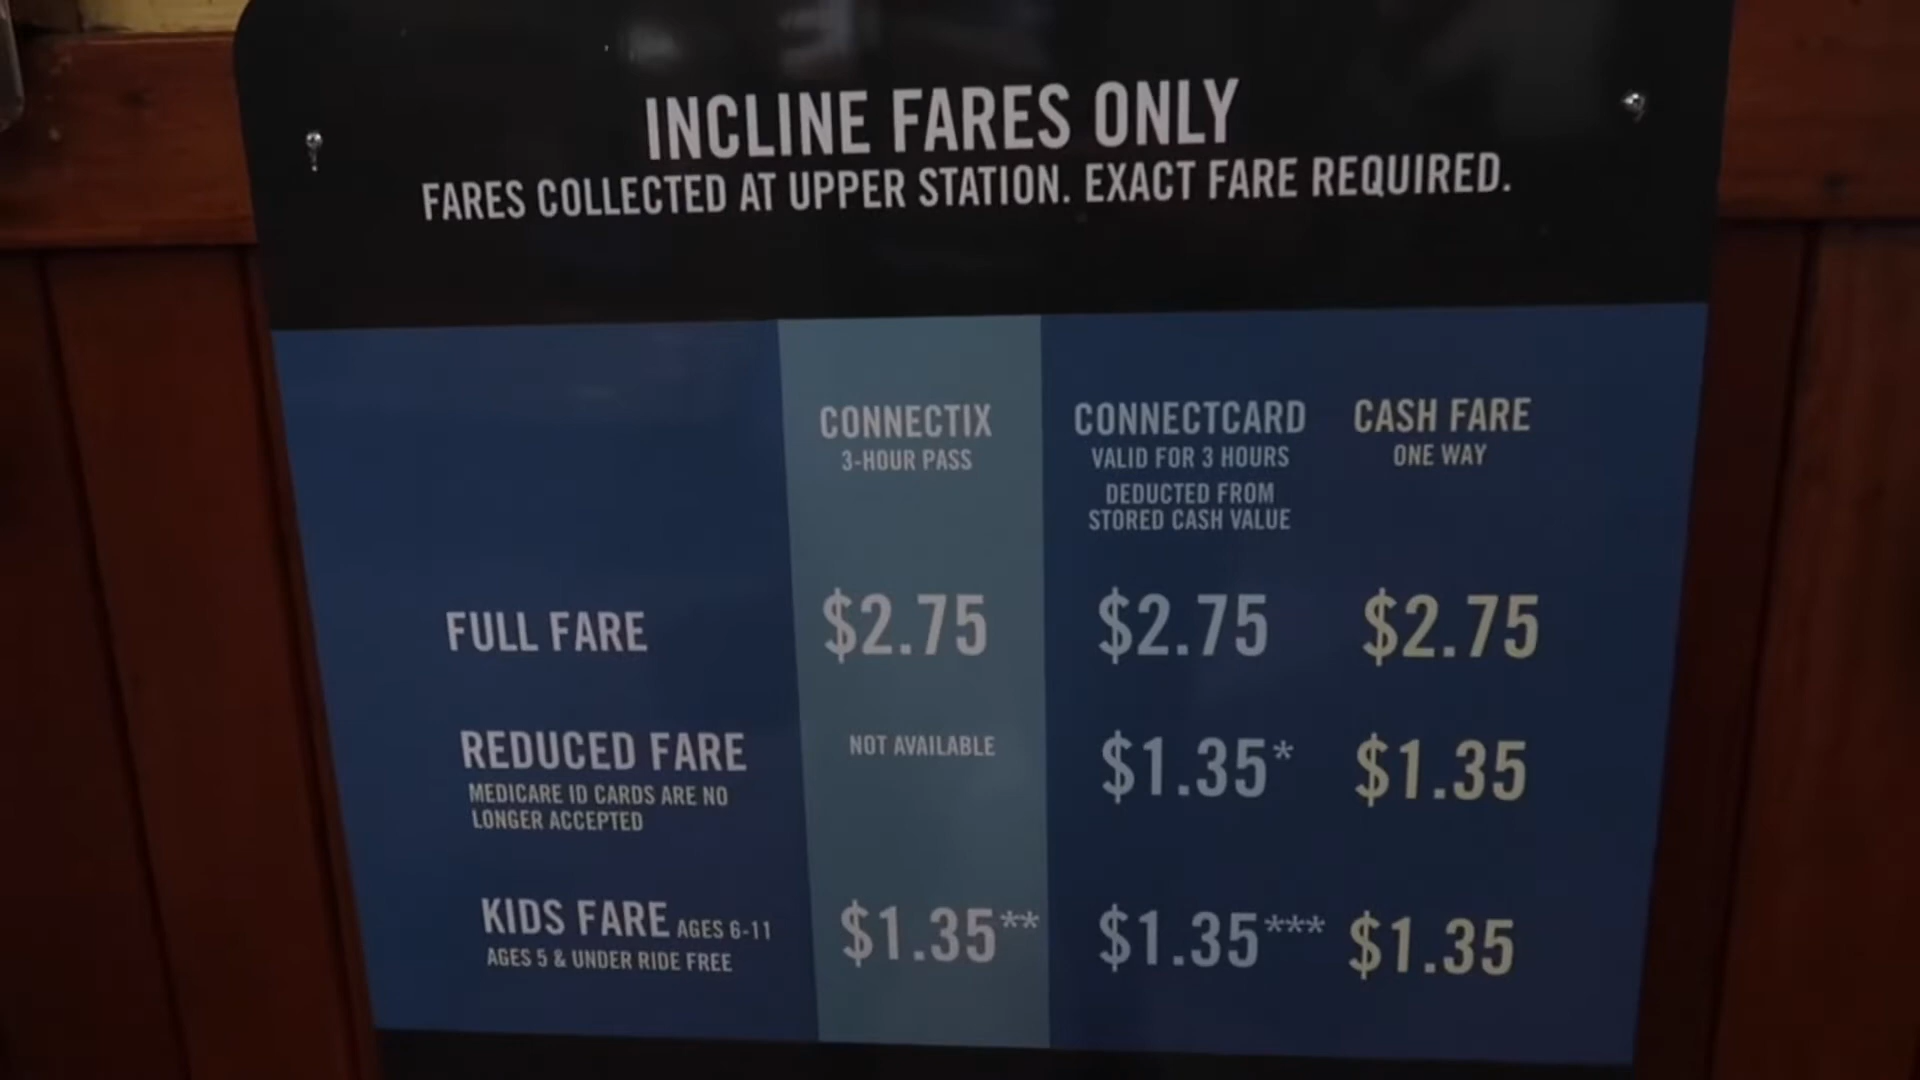 INCLINE FARES ONLY
FARES COLLECTED AT UPPER STATION. EXACT FARE REQUIRED.
CONNECTIX
3-HOUR PASS
CONNECTCARD
VALID FOR 3 HOURS
DEDUCTED FROM
STORED CASH VALUE
CASH FARE
ONE WAY
FULL FARE $2.75 $2.75 $2.75
REDUCED FARE NOT AVAILABLE $1.35* $1.35
MEDICARE ID CARDS ARE NO
LONGER ACCEPTED
KIDS FARE AGES 6-11 $1.35** $1.35*** $1.35
AGES 5 & UNDER RIDE FREE